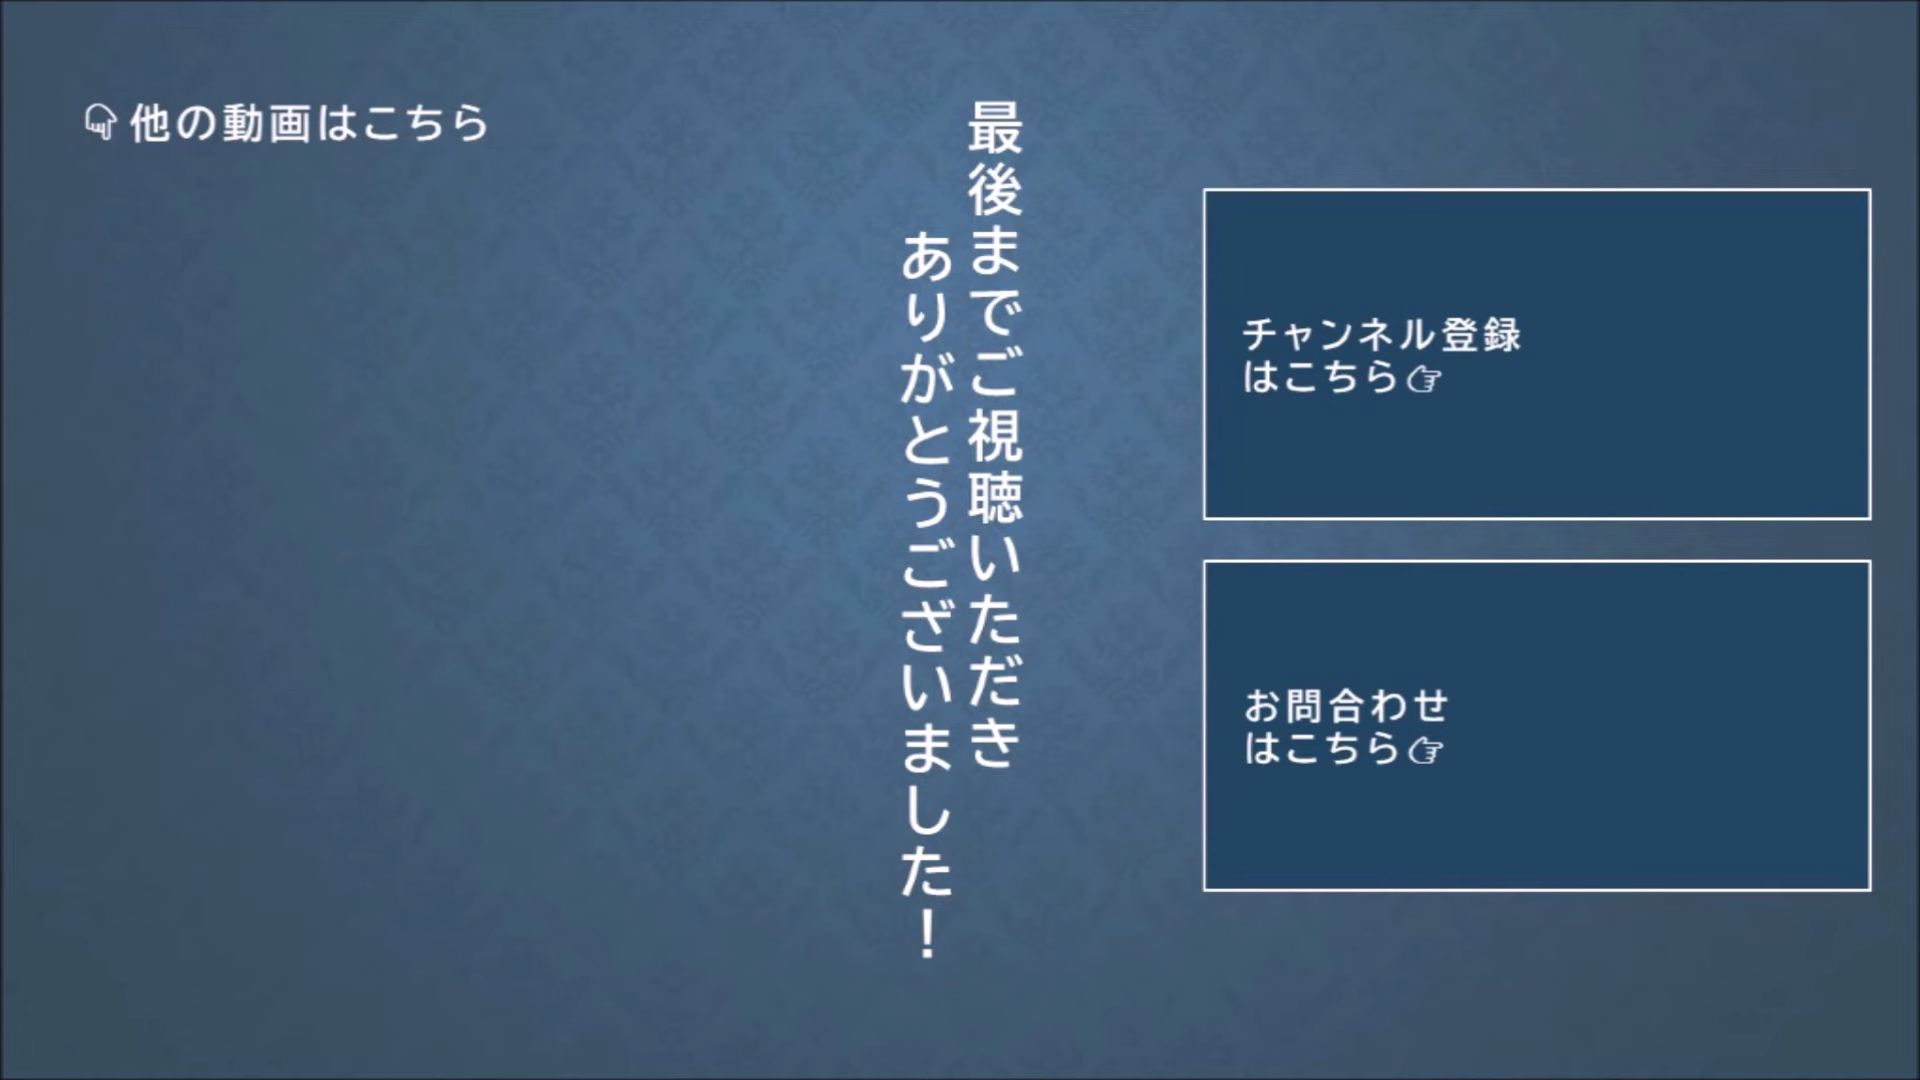 👇他の動画はこちら
最後までご視聴いただき
ありがとうございました!
チャンネル登録
はこちら👉
お問合わせ
はこちら👉